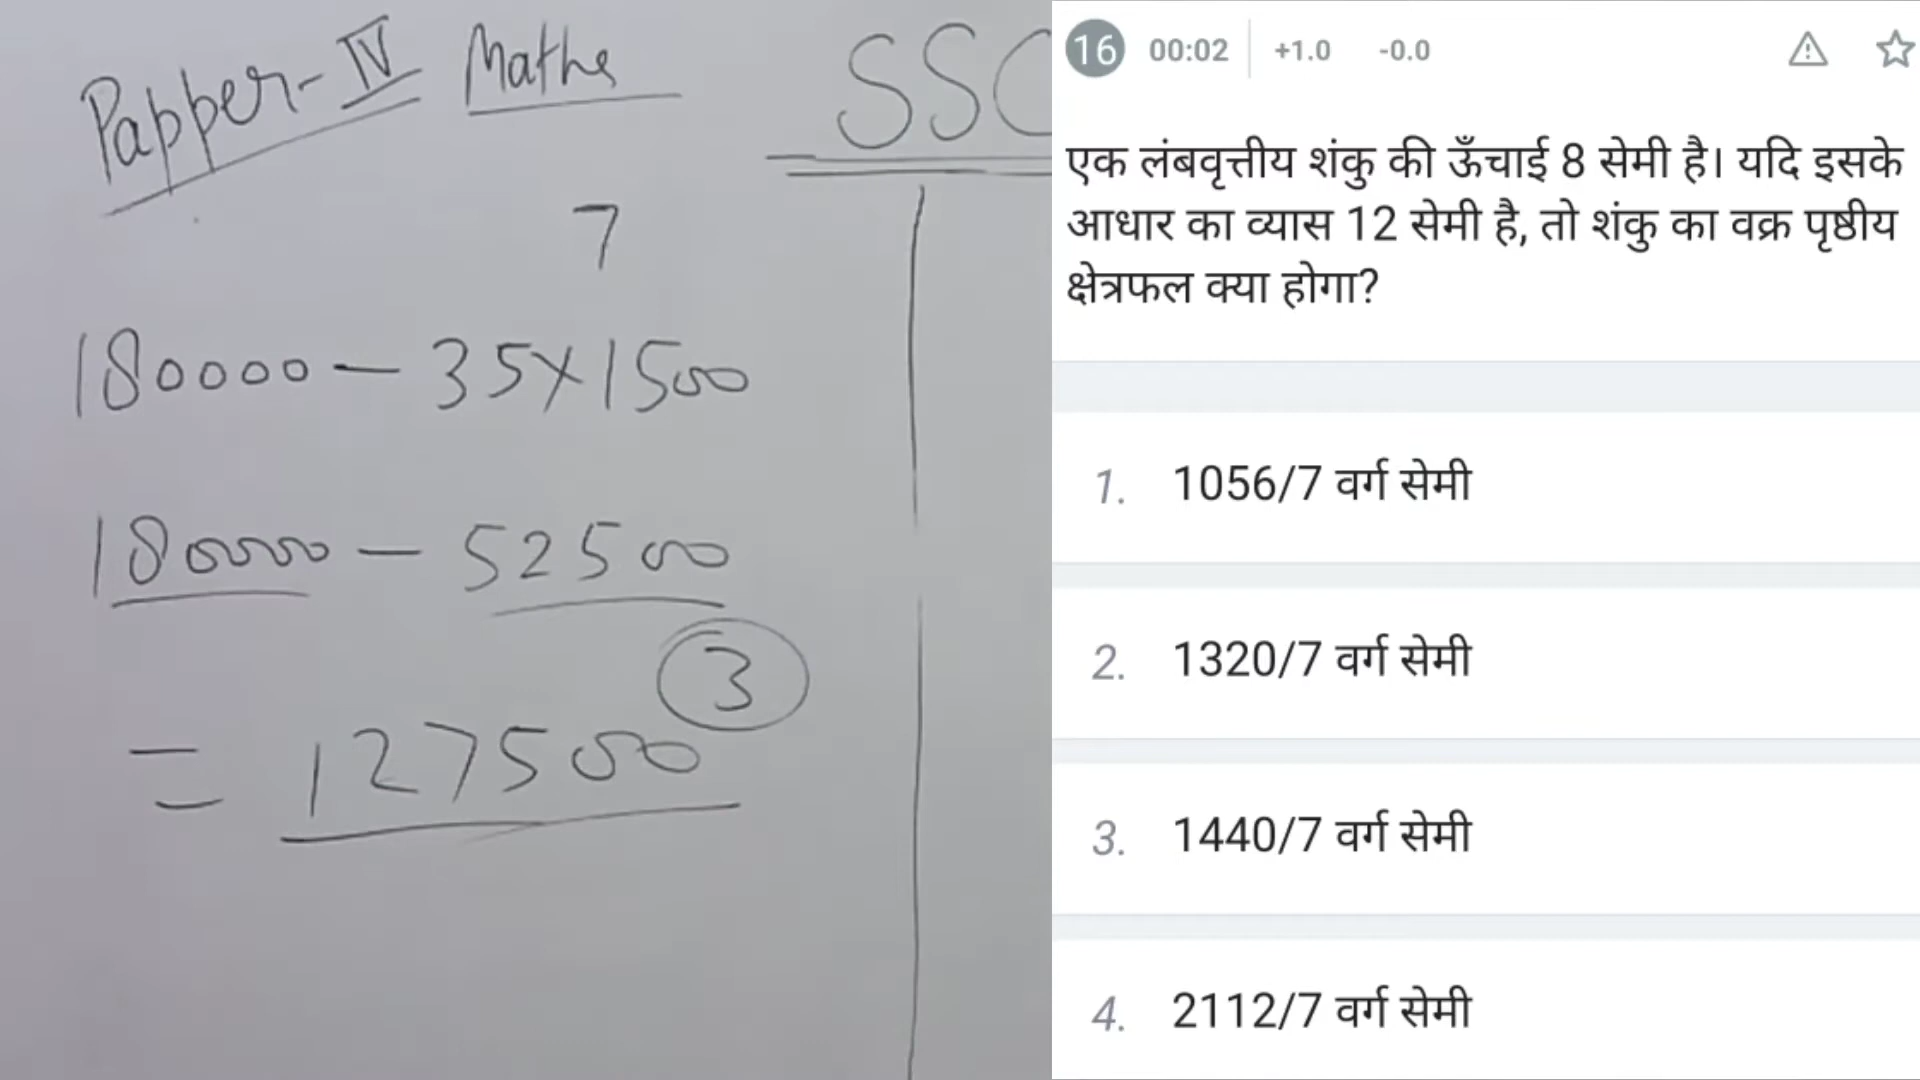 Papper-IV Maths
SSC
7
180000 - 35×1500
180000 - 52500
3
= 127500
16 00:02 +1.0 -0.0
एक लंबवृत्तीय शंकु की ऊँचाई 8 सेमी है। यदि इसके
आधार का व्यास 12 सेमी है, तो शंकु का वक्र पृष्ठीय
क्षेत्रफल क्या होगा?
1. 1056/7 वर्ग सेमी
2. 1320/7 वर्ग सेमी
3. 1440/7 वर्ग सेमी
4. 2112/7 वर्ग सेमी